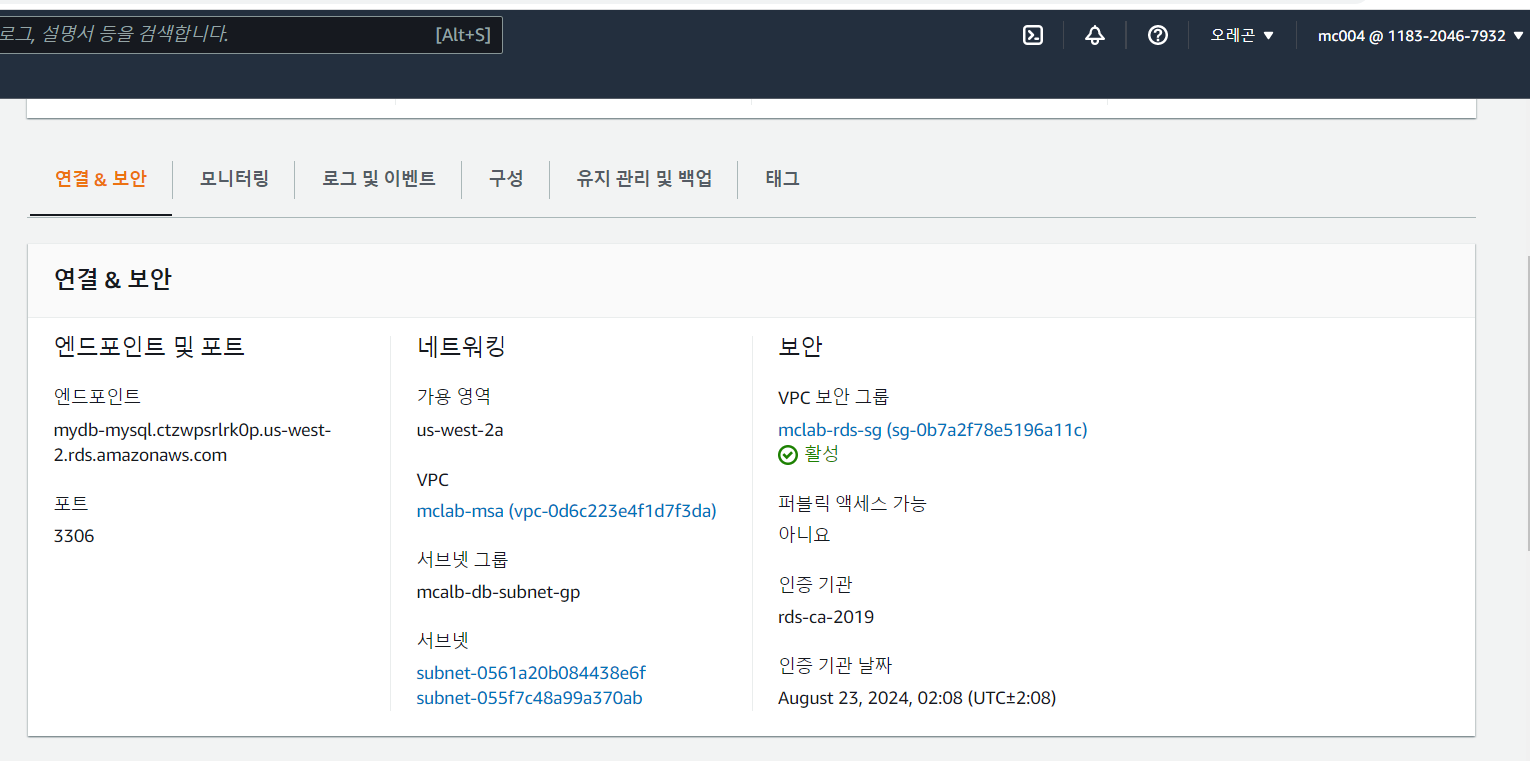 로그, 설명서 등을 검색합니다. [Alt+S] 오레곤 ▼ mc004 @ 1183-2046-7932 ▼
연결 & 보안 모니터링 로그 및 이벤트 구성 유지 관리 및 백업 태그
연결 & 보안
엔드포인트 및 포트
엔드포인트
mydb-mysql.ctzwpsrlrk0p.us-west-
2.rds.amazonaws.com
포트
3306
네트워킹
가용 영역
us-west-2a
VPC
mclab-msa (vpc-0d6c223e4f1d7f3da)
서브넷 그룹
mcalb-db-subnet-gp
서브넷
subnet-0561a20b084438e6f
subnet-055f7c48a99a370ab
보안
VPC 보안 그룹
mclab-rds-sg (sg-0b7a2f78e5196a11c)
활성
퍼블릭 액세스 가능
아니요
인증 기관
rds-ca-2019
인증 기관 날짜
August 23, 2024, 02:08 (UTC±2:08)